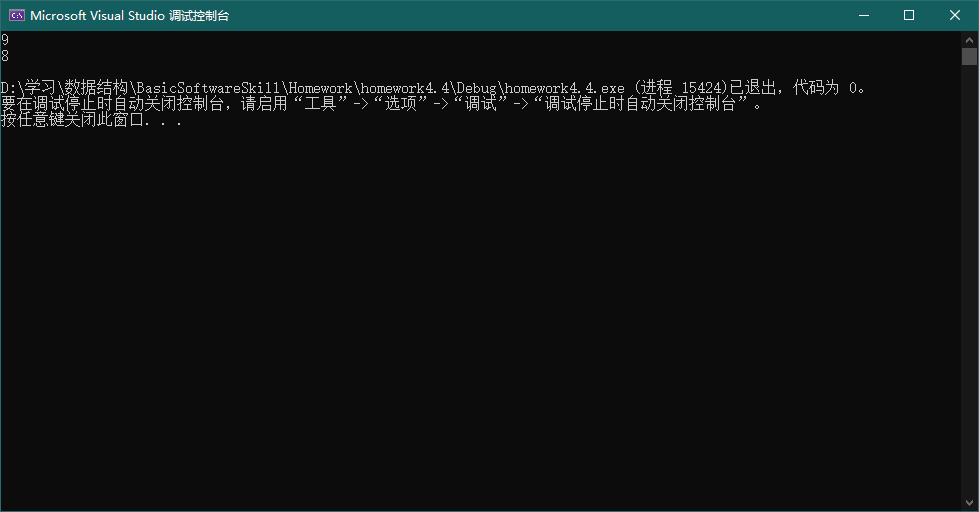 Microsoft Visual Studio 调试控制台
9
8
D:\学习\数据结构\BasicSoftwareSkill\Homework\homework4.4\Debug\homework4.4.exe (进程 15424)已退出，代码为 0。
要在调试停止时自动关闭控制台，请启用“工具”->“选项”->“调试”->“调试停止时自动关闭控制台”。
按任意键关闭此窗口. . .